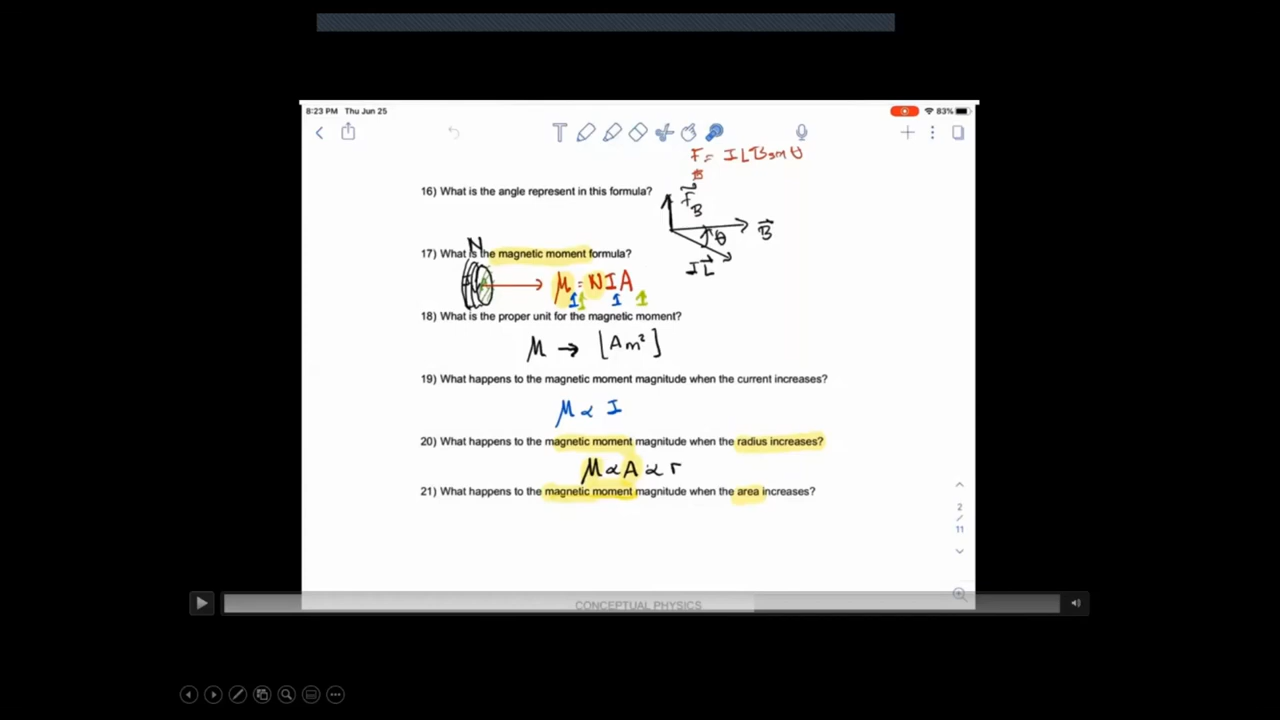 8:23 PM Thu Jun 25
83%
T
F_B = ILB sin θ
16) What is the angle represent in this formula?
F⃗_B
B⃗
θ
IL⃗
17) What is the magnetic moment formula?
N
μ = NIA
18) What is the proper unit for the magnetic moment?
μ → [Am²]
19) What happens to the magnetic moment magnitude when the current increases?
μ ∝ I
20) What happens to the magnetic moment magnitude when the radius increases?
μ ∝ A ∝ r
21) What happens to the magnetic moment magnitude when the area increases?
2
/
11
CONCEPTUAL PHYSICS